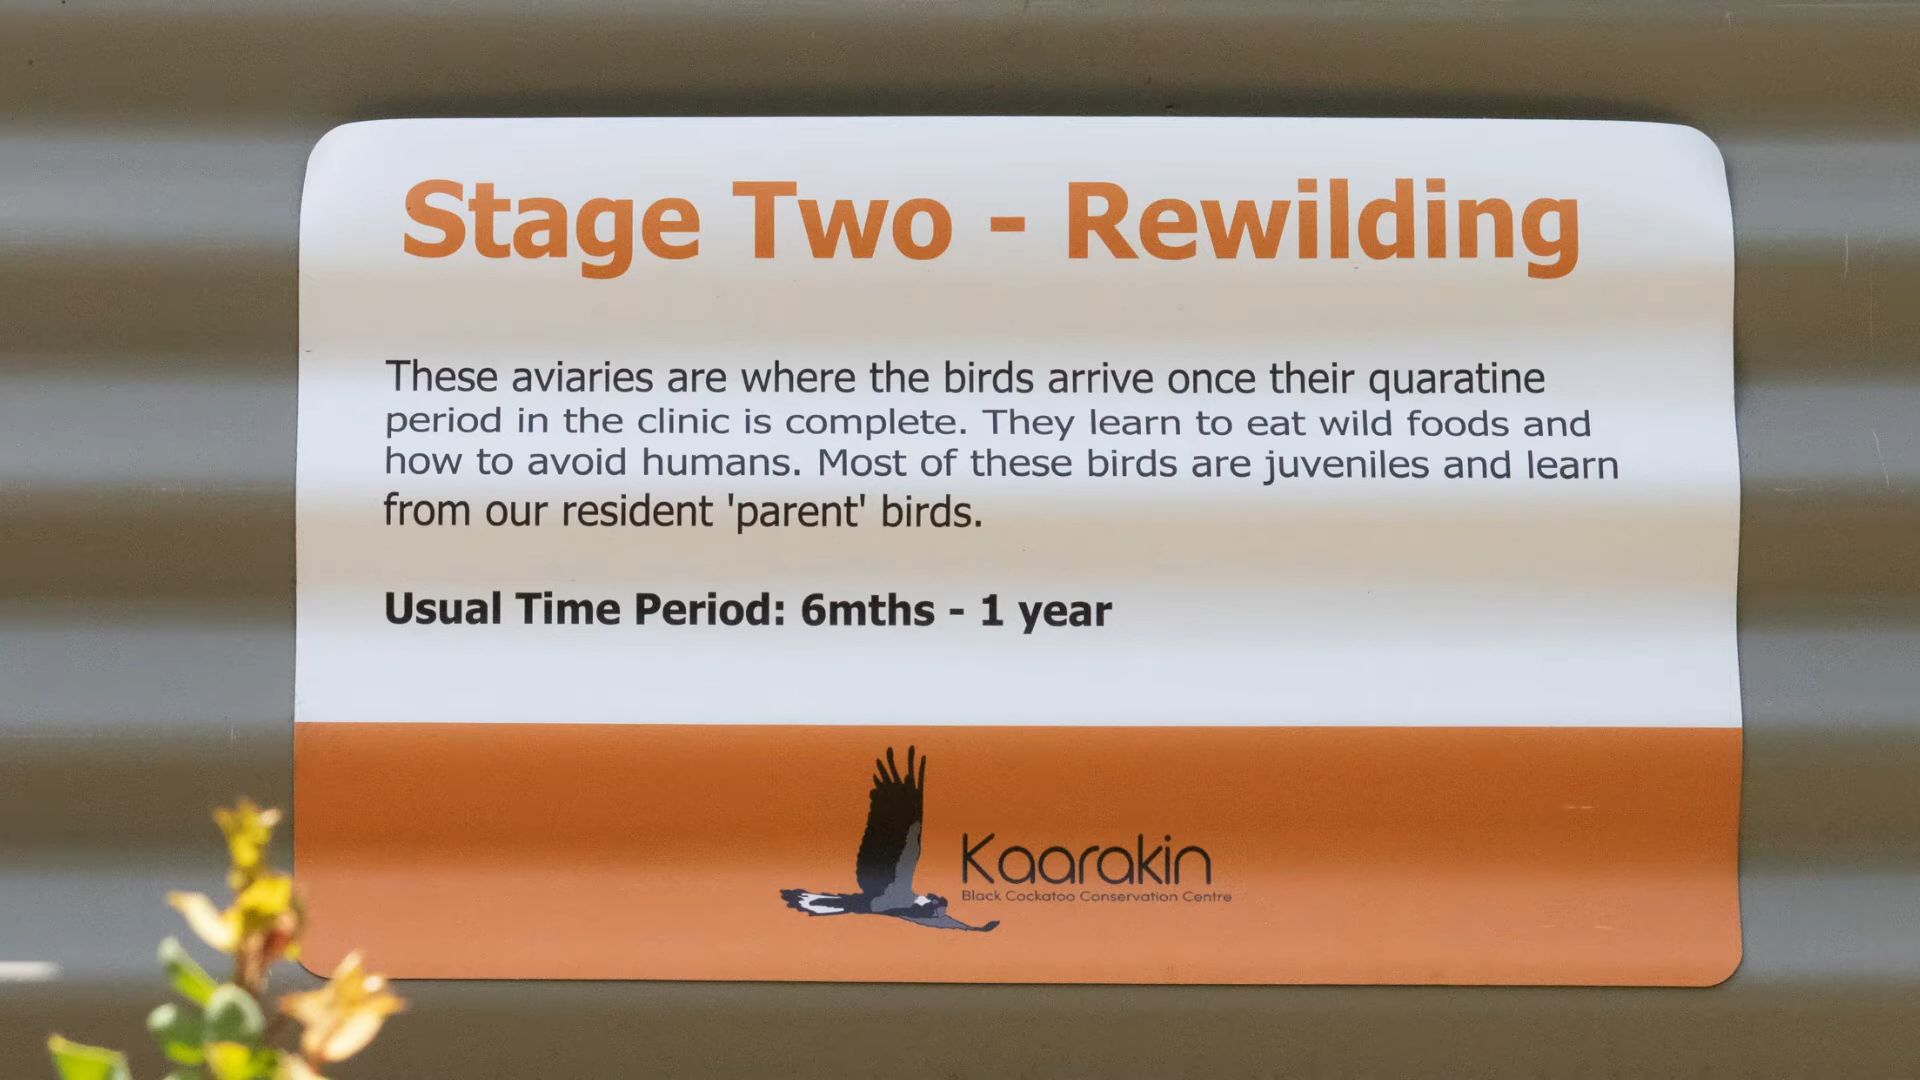 Stage Two - Rewilding
These aviaries are where the birds arrive once their quaratine
period in the clinic is complete. They learn to eat wild foods and
how to avoid humans. Most of these birds are juveniles and learn
from our resident 'parent' birds.
Usual Time Period: 6mths - 1 year
Kaarakin
Black Cockatoo Conservation Centre